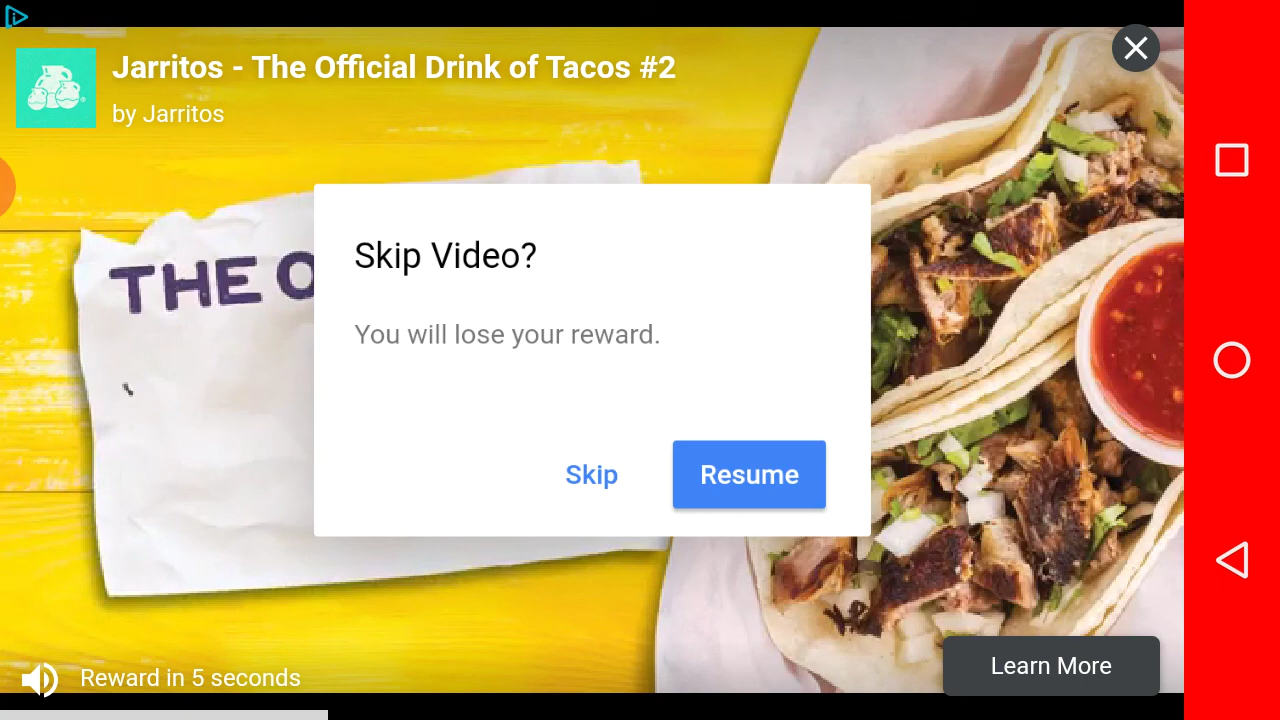 Jarritos - The Official Drink of Tacos #2
by Jarritos
THE O
Skip Video?
You will lose your reward.
Skip
Resume
Learn More
Reward in 5 seconds